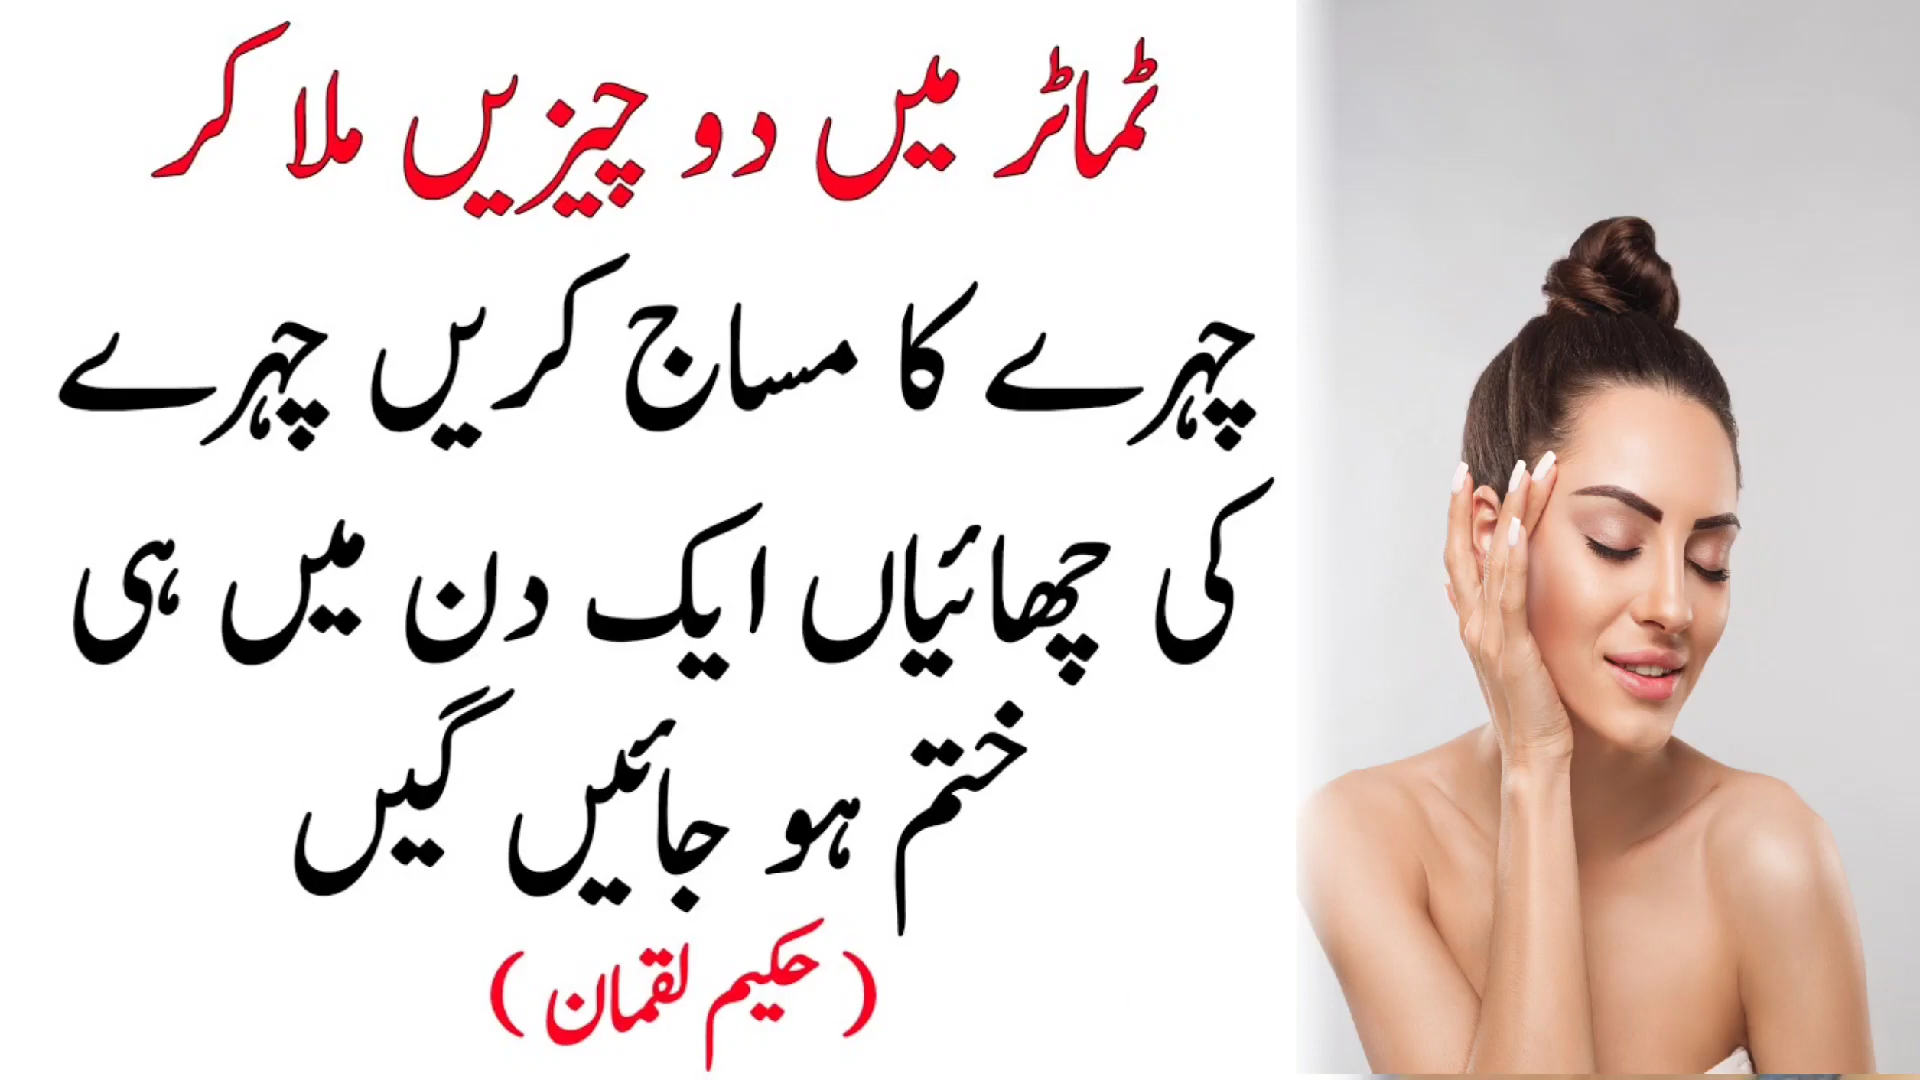 ٹماٹر میں دو چیزیں ملا کر
چہرے کا مساج کریں چہرے
کی چھائیاں ایک دن میں ہی
ختم ہو جائیں گیں
(حکیم لقمان)